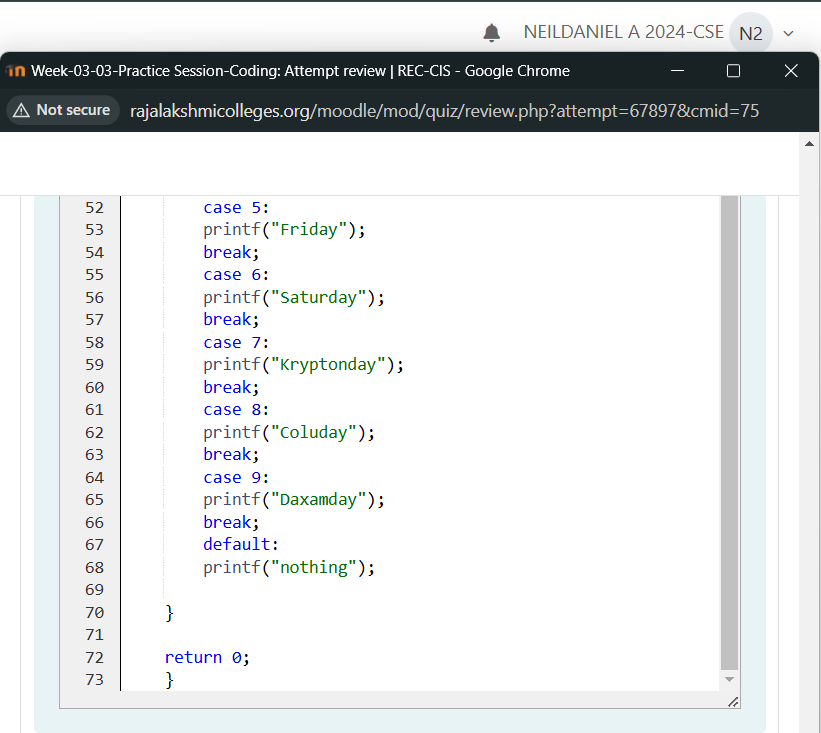 NEILDANIEL A 2024-CSE N2
Week-03-03-Practice Session-Coding: Attempt review | REC-CIS - Google Chrome
Not secure rajalakshmicolleges.org/moodle/mod/quiz/review.php?attempt=67897&cmid=75
52 case 5:
53 printf("Friday");
54 break;
55 case 6:
56 printf("Saturday");
57 break;
58 case 7:
59 printf("Kryptonday");
60 break;
61 case 8:
62 printf("Coluday");
63 break;
64 case 9:
65 printf("Daxamday");
66 break;
67 default:
68 printf("nothing");
69
70 }
71
72 return 0;
73 }